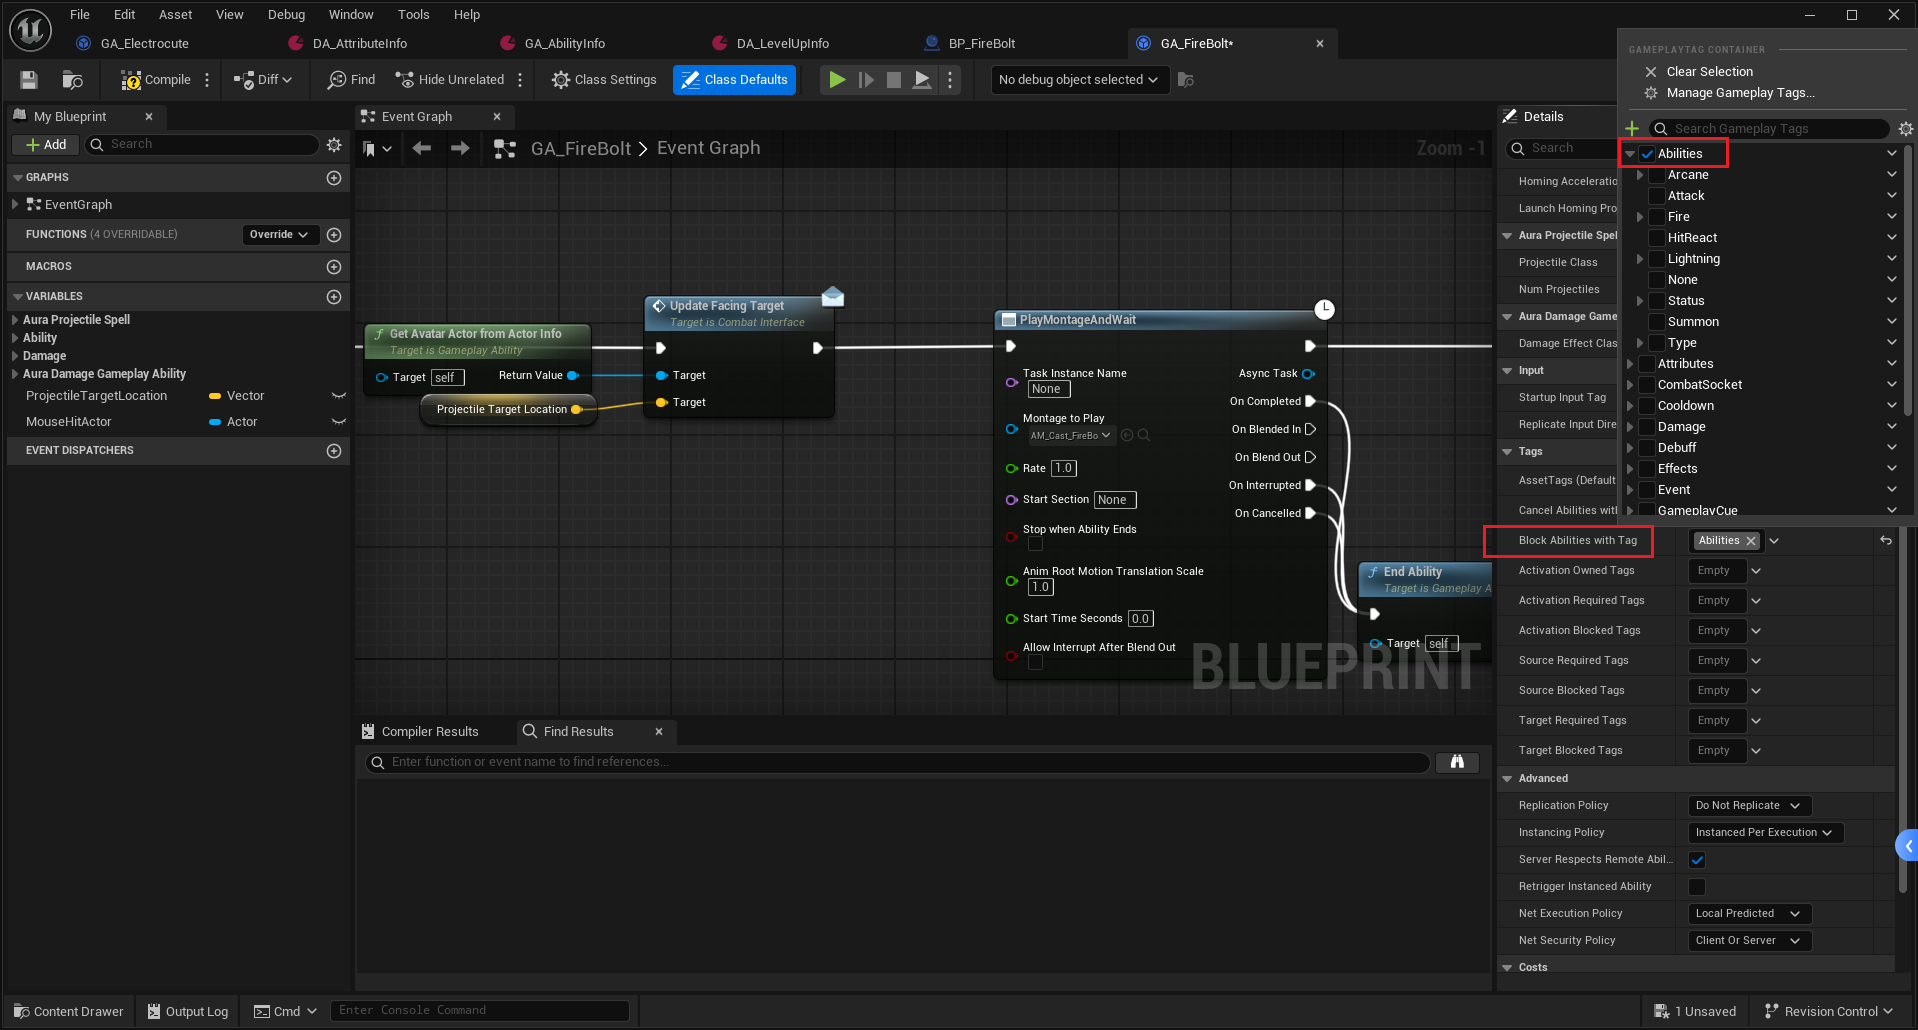 File Edit Asset View Debug Window Tools Help
GA_Electrocute DA_AttributeInfo GA_AbilityInfo DA_LevelUpInfo BP_FireBolt GA_FireBolt*
Compile Diff Find Hide Unrelated Class Settings Class Defaults No debug object selected
My Blueprint
Add Search
GRAPHS
EventGraph
FUNCTIONS (4 OVERRIDABLE) Override
MACROS
VARIABLES
Aura Projectile Spell
Ability
Damage
Aura Damage Gameplay Ability
ProjectileTargetLocation Vector
MouseHitActor Actor
EVENT DISPATCHERS
Event Graph
GA_FireBolt > Event Graph
Zoom -1
Get Avatar Actor from Actor Info
Target is Gameplay Ability
Target self Return Value
Projectile Target Location
Update Facing Target
Target is Combat Interface
Target
Target
PlayMontageAndWait
Task Instance Name
None
Montage to Play
AM_Cast_FireBo
Rate 1.0
Start Section None
Stop when Ability Ends
Anim Root Motion Translation Scale
1.0
Start Time Seconds 0.0
Allow Interrupt After Blend Out
Async Task
On Completed
On Blended In
On Blend Out
On Interrupted
On Cancelled
End Ability
Target is Gameplay A
Target self
BLUEPRINT
Compiler Results Find Results
Enter function or event name to find references...
Details
Search
Homing Acceleratio
Launch Homing Pro
Aura Projectile Spel
Projectile Class
Num Projectiles
Aura Damage Game
Damage Effect Clas
Input
Startup Input Tag
Replicate Input Dire
Tags
AssetTags (Default
Cancel Abilities wit
Block Abilities with Tag Abilities
Activation Owned Tags Empty
Activation Required Tags Empty
Activation Blocked Tags Empty
Source Required Tags Empty
Source Blocked Tags Empty
Target Required Tags Empty
Target Blocked Tags Empty
Advanced
Replication Policy Do Not Replicate
Instancing Policy Instanced Per Execution
Server Respects Remote Abil...
Retrigger Instanced Ability
Net Execution Policy Local Predicted
Net Security Policy Client Or Server
Costs
GAMEPLAYTAG CONTAINER
Clear Selection
Manage Gameplay Tags...
Search Gameplay Tags
Abilities
Arcane
Attack
Fire
HitReact
Lightning
None
Status
Summon
Type
Attributes
CombatSocket
Cooldown
Damage
Debuff
Effects
Event
GameplayCue
Content Drawer Output Log Cmd Enter Console Command 1 Unsaved Revision Control